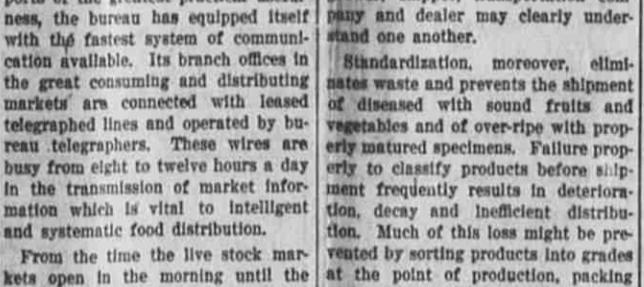 ness, the bureau has equipped itself
with the fastest system of communi-
cation available. Its branch offices in
the great consuming and distributing
markets are connected with leased
telegraphed lines and operated by bu-
reau telegraphers. These wires are
busy from eight to twelve hours a day
in the transmission of market infor-
mation which is vital to intelligent
and systematic food distribution.
From the time the live stock mar-
kets open in the morning until the
pany and dealer may clearly under-
stand one another.
Standardization, moreover, elimi-
nates waste and prevents the shipment
of diseased with sound fruits and
vegetables and of over-ripe with prop-
erly matured specimens. Failure prop-
erly to classify products before ship-
ment frequently results in deteriora-
tion, decay and inefficient distribu-
tion. Much of this loss might be pre-
vented by sorting products into grades
at the point of production, packing